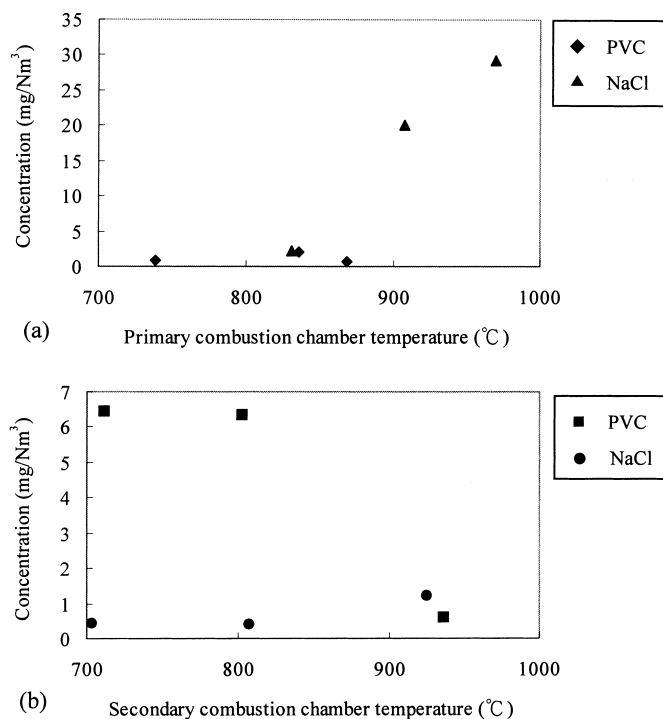 35
30
25
20
15
10
5
0
Concentration (mg/Nm³)
700 800 900 1000
(a) Primary combustion chamber temperature (℃)
PVC
NaCl
7
6
5
4
3
2
1
0
Concentration (mg/Nm³)
700 800 900 1000
(b) Secondary combustion chamber temperature (℃)
PVC
NaCl